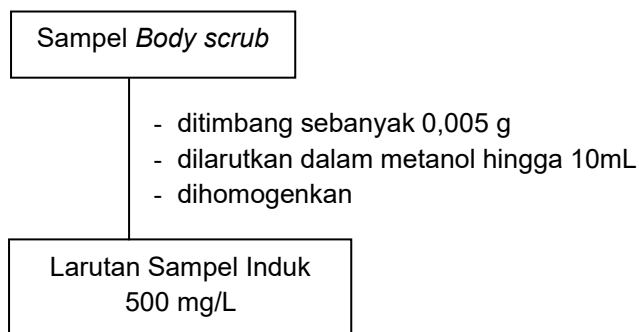 Sampel Body scrub
- ditimbang sebanyak 0,005 g
- dilarutkan dalam metanol hingga 10mL
- dihomogenkan
Larutan Sampel Induk
500 mg/L